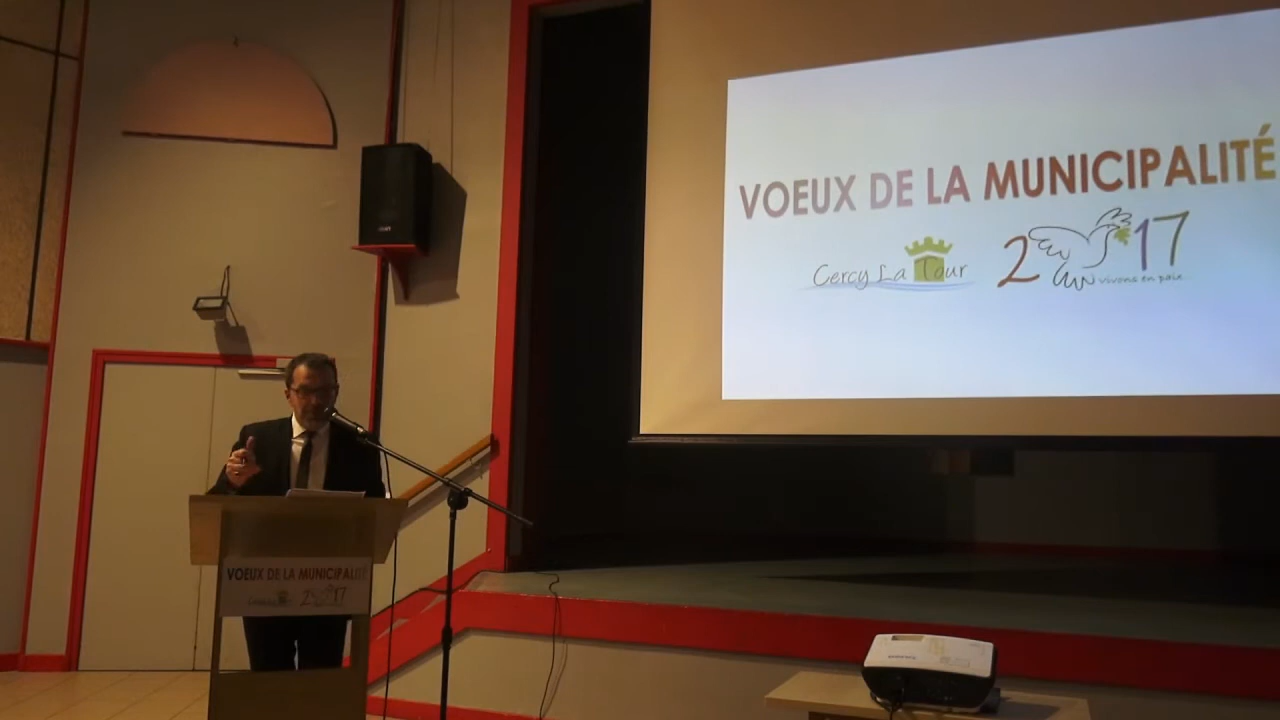 VOEUX DE LA MUNICIPALITÉ
Cercy La Tour 2017
vivons en paix
VOEUX DE LA MUNICIPALITÉ
2017